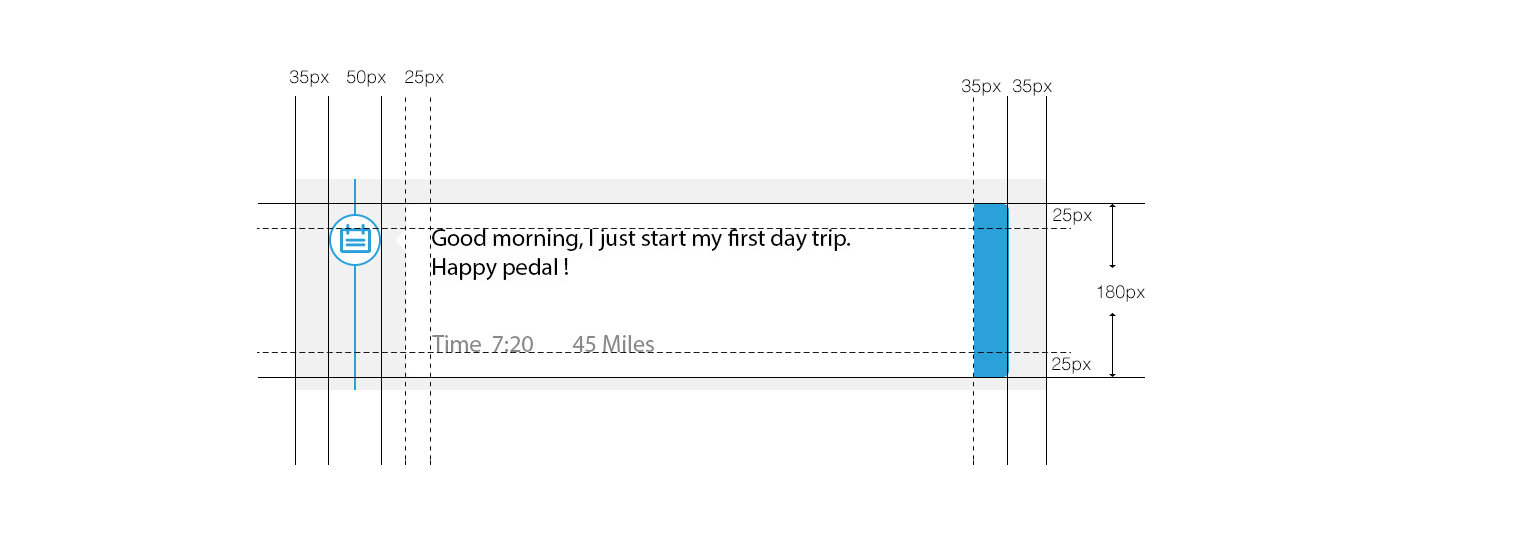 35px 50px 25px
35px 35px
25px
Good morning, I just start my first day trip.
Happy pedal !
180px
Time 7:20 45 Miles
25px